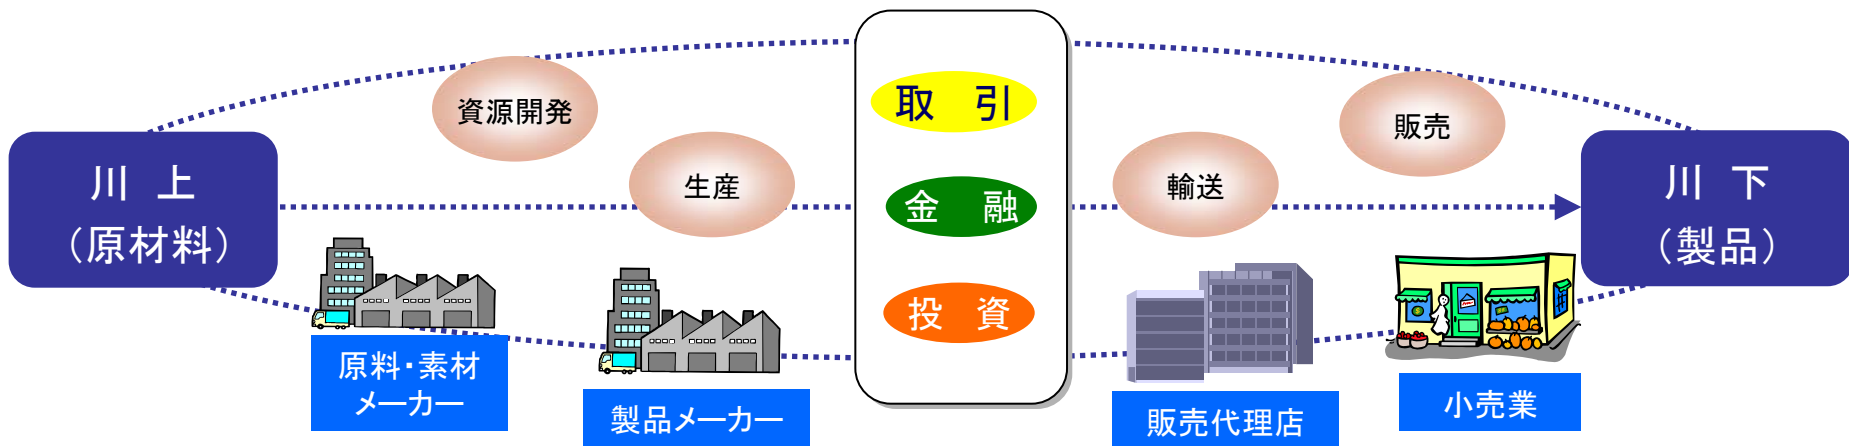 川 上
（原材料）
資源開発
生産
原料・素材
メーカー
製品メーカー
取 引
金 融
投 資
輸送
販売
販売代理店
小売業
川 下
（製品）